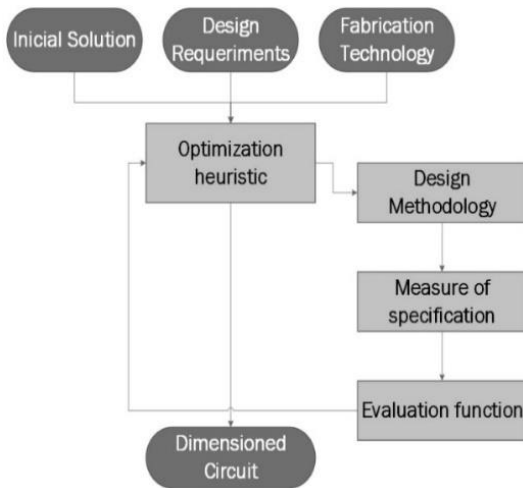 Inicial Solution
Design
Requeriments
Fabrication
Technology
Optimization
heuristic
Design
Methodology
Measure of
specification
Evaluation function
Dimensioned
Circuit